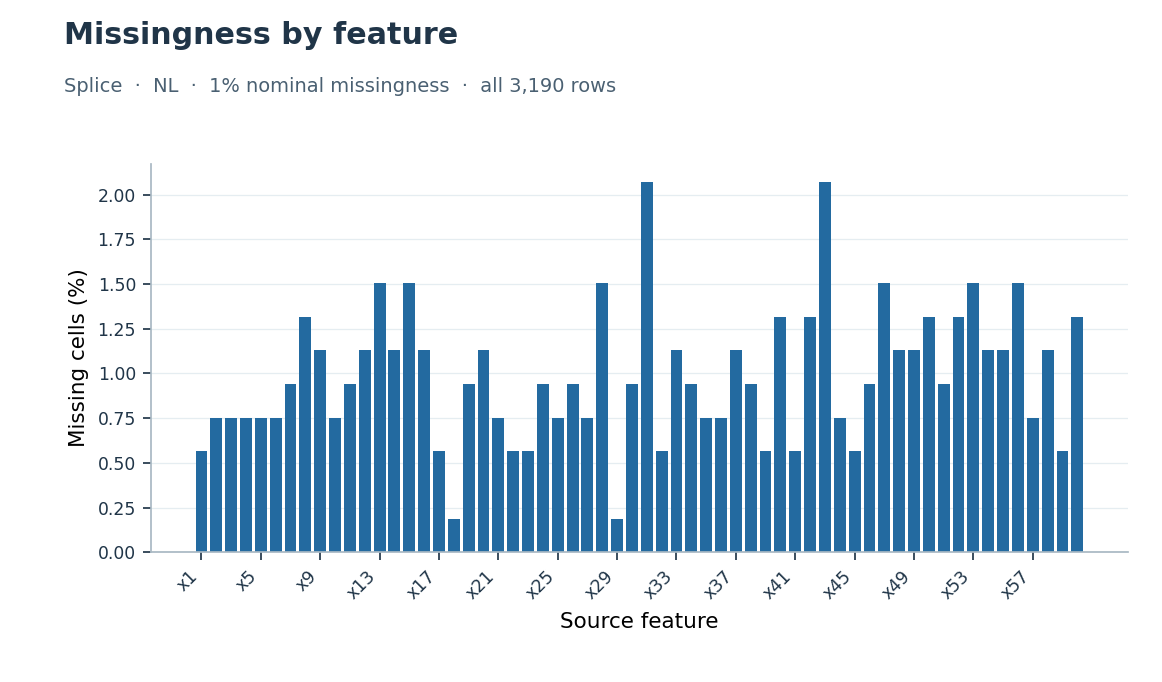 Missingness by feature
Splice · NL · 1% nominal missingness · all 3,190 rows
Missing cells (%)
2.00
1.75
1.50
1.25
1.00
0.75
0.50
0.25
0.00
x1 x5 x9 x13 x17 x21 x25 x29 x33 x37 x41 x45 x49 x53 x57
Source feature